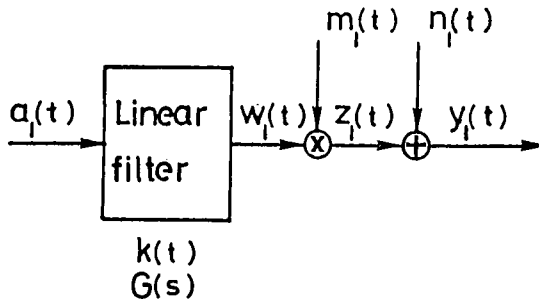 m₁(t) n₁(t)
a₁(t) Linear filter w₁(t) x z₁(t) + y₁(t)
k(t)
G(s)